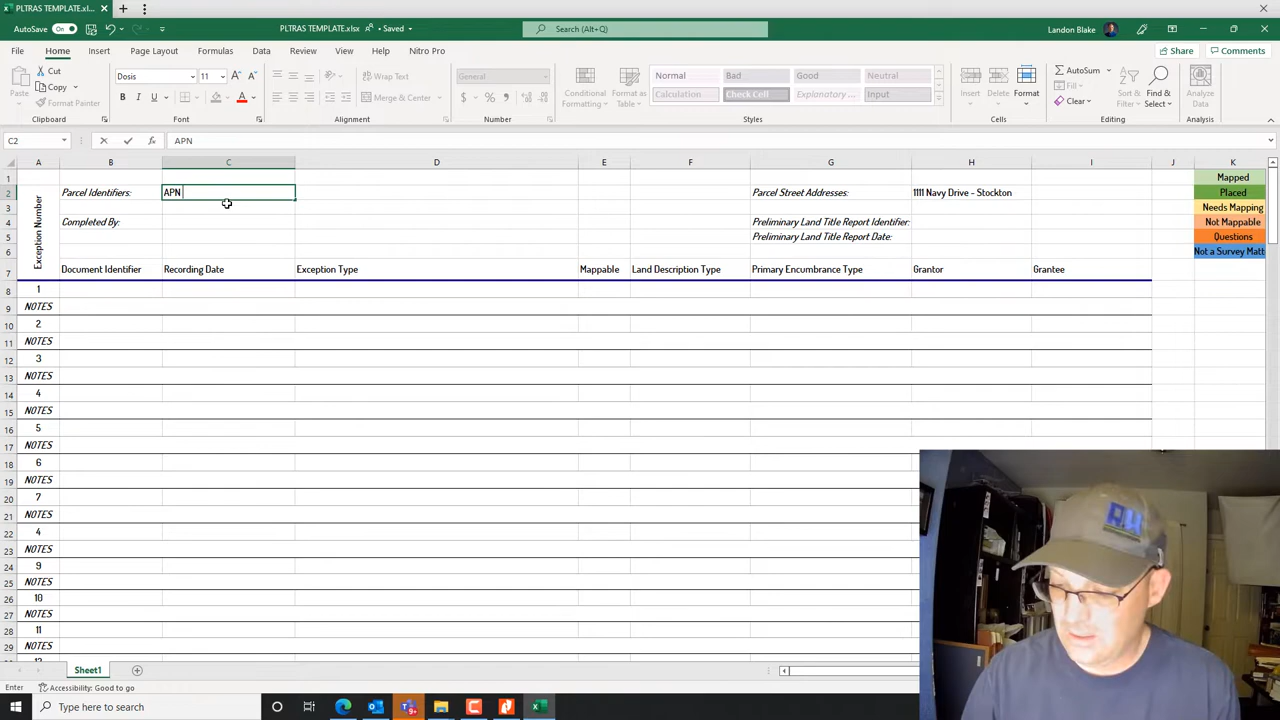 PLTRAS TEMPLATE.xlsx...
AutoSave On PLTRAS TEMPLATE.xlsx • Saved Search (Alt+Q) Landon Blake
File Home Insert Page Layout Formulas Data Review View Help Nitro Pro Share Comments
Cut Dosis 11 Wrap Text General Normal Bad Good Neutral AutoSum
Paste Copy Format Painter B I U Merge & Center $ % Conditional Formatting Format as Table Calculation Check Cell Explanatory ... Input Insert Delete Format Fill Clear Sort & Filter Find & Select Analyze Data
Clipboard Font Alignment Number Styles Cells Editing Analysis
C2 fx APN
A B C D E F G H I J K
1 Mapped
2 Parcel Identifiers: APN Parcel Street Addresses: 1111 Navy Drive - Stockton Placed
3 Needs Mapping
4 Completed By: Preliminary Land Title Report Identifier: Not Mappable
5 Preliminary Land Title Report Date: Questions
6 Not a Survey Matt
7 Exception Number Document Identifier Recording Date Exception Type Mappable Land Description Type Primary Encumbrance Type Grantor Grantee
8 1
9 NOTES
10 2
11 NOTES
12 3
13 NOTES
14 4
15 NOTES
16 5
17 NOTES
18 6
19 NOTES
20 7
21 NOTES
22 4
23 NOTES
24 9
25 NOTES
26 10
27 NOTES
28 11
29 NOTES
12
Sheet1
Enter Accessibility: Good to go
Type here to search